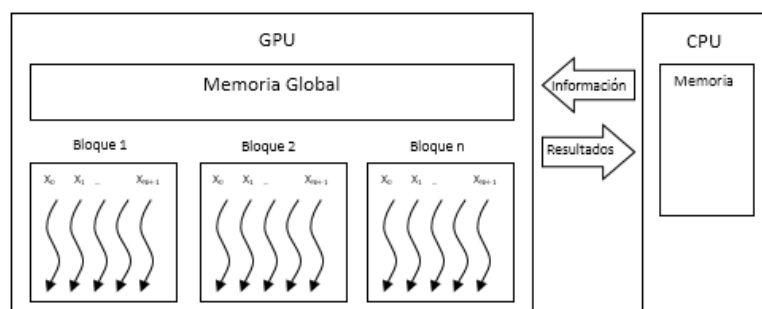 GPU
CPU
Memoria Global
Memoria
Información
Resultados
Bloque 1
Bloque 2
Bloque n
X₀ X₁ ...
X₀ X₁ ...
X₀ X₁ ...